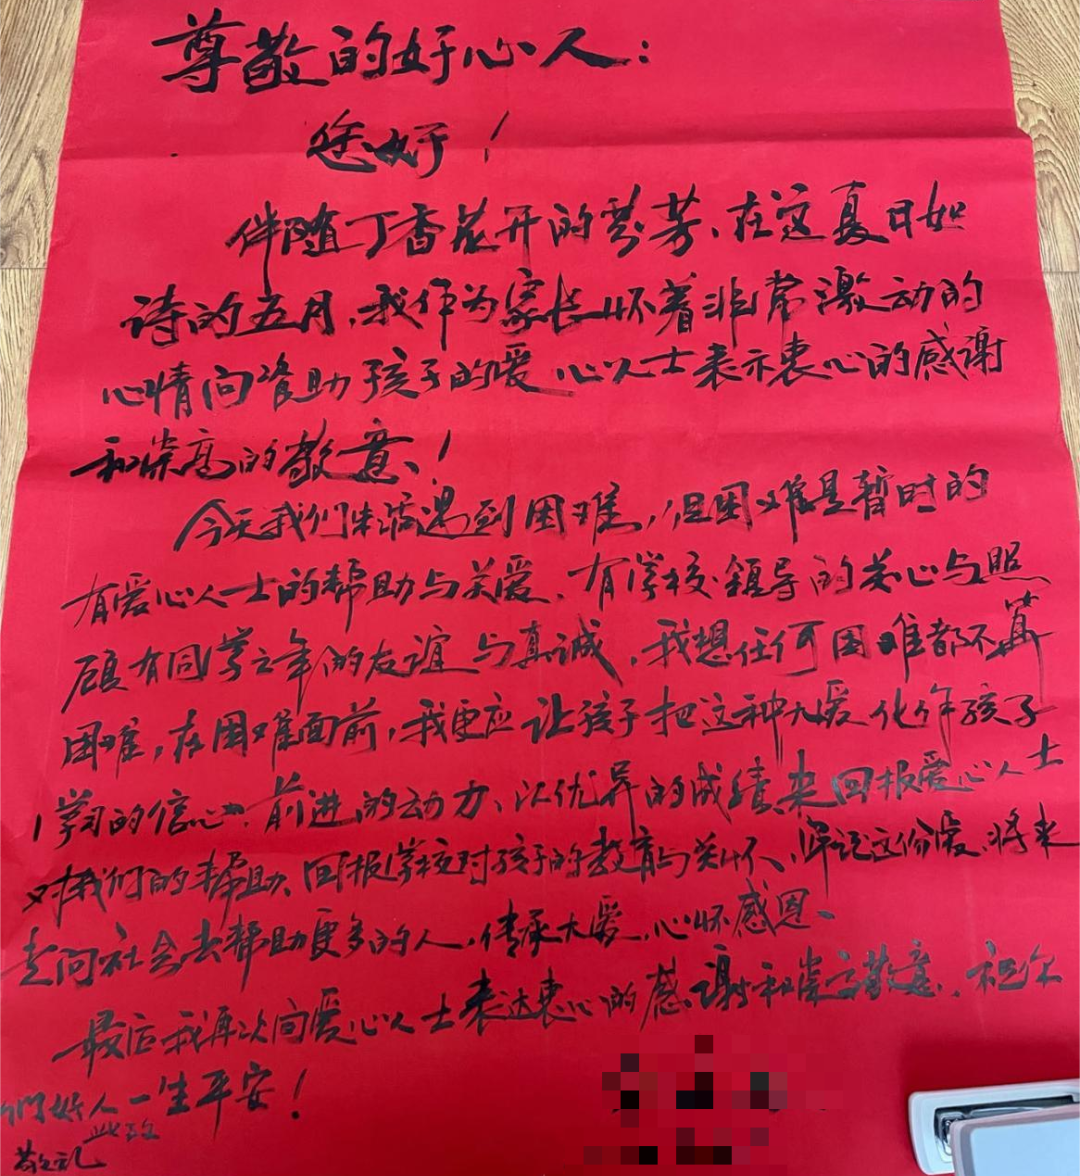 尊敬的好心人：
您好！
伴随丁香花开的芬芳、在这夏日如
诗的五月，我作为家长怀着非常激动的
心情向资助孩子的爱心人士表示衷心的感谢
和崇高的敬意！
今天我们生活遇到困难，但困难是暂时的
有爱心人士的帮助与关爱、有学校领导的关心与照
顾有同学之间的友谊与真诚，我想任何困难都不算
困难，在困难面前，我更应让孩子把这种大爱化作孩子
学习的信心、前进的动力、以优异的成绩来回报爱心人士
对我们的帮助、回报学校对孩子的教育与关怀、牢记这份爱、将来
走向社会去帮助更多的人，传承大爱，心怀感恩、
最后我再次向爱心人士表达衷心的感谢和崇高敬意、祝你
们好人一生平安！
此致
敬礼